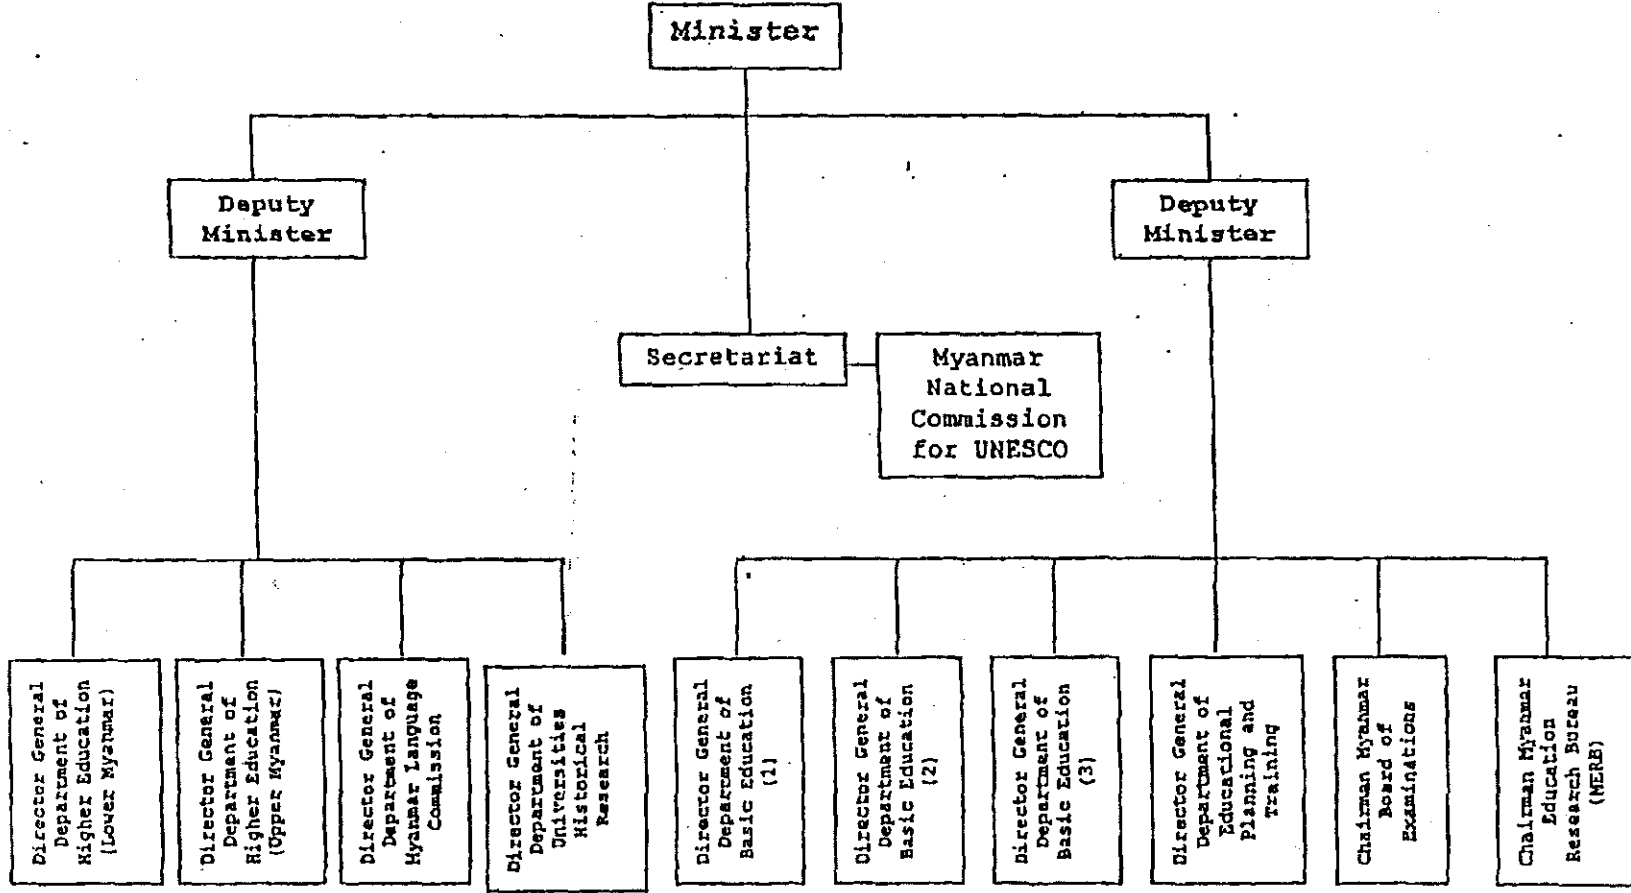 Minister
Deputy
Minister
Deputy
Minister
Secretariat
Myanmar
National
Commission
for UNESCO
Director General
Department of
Higher Education
(Lower Myanmar)
Director General
Department of
Higher Education
(Upper Myanmar)
Director General
Department of
Myanmar Language
Commission
Director General
Department of
Universities
Historical
Research
Director General
Department of
Basic Education
(1)
Director General
Department of
Basic Education
(2)
Director General
Department of
Basic Education
(3)
Director General
Department of
Educational
Planning and
Training
Chairman Myanmar
Board of
Examinations
Chairman Myanmar
Education
Research Bureau
(MERB)